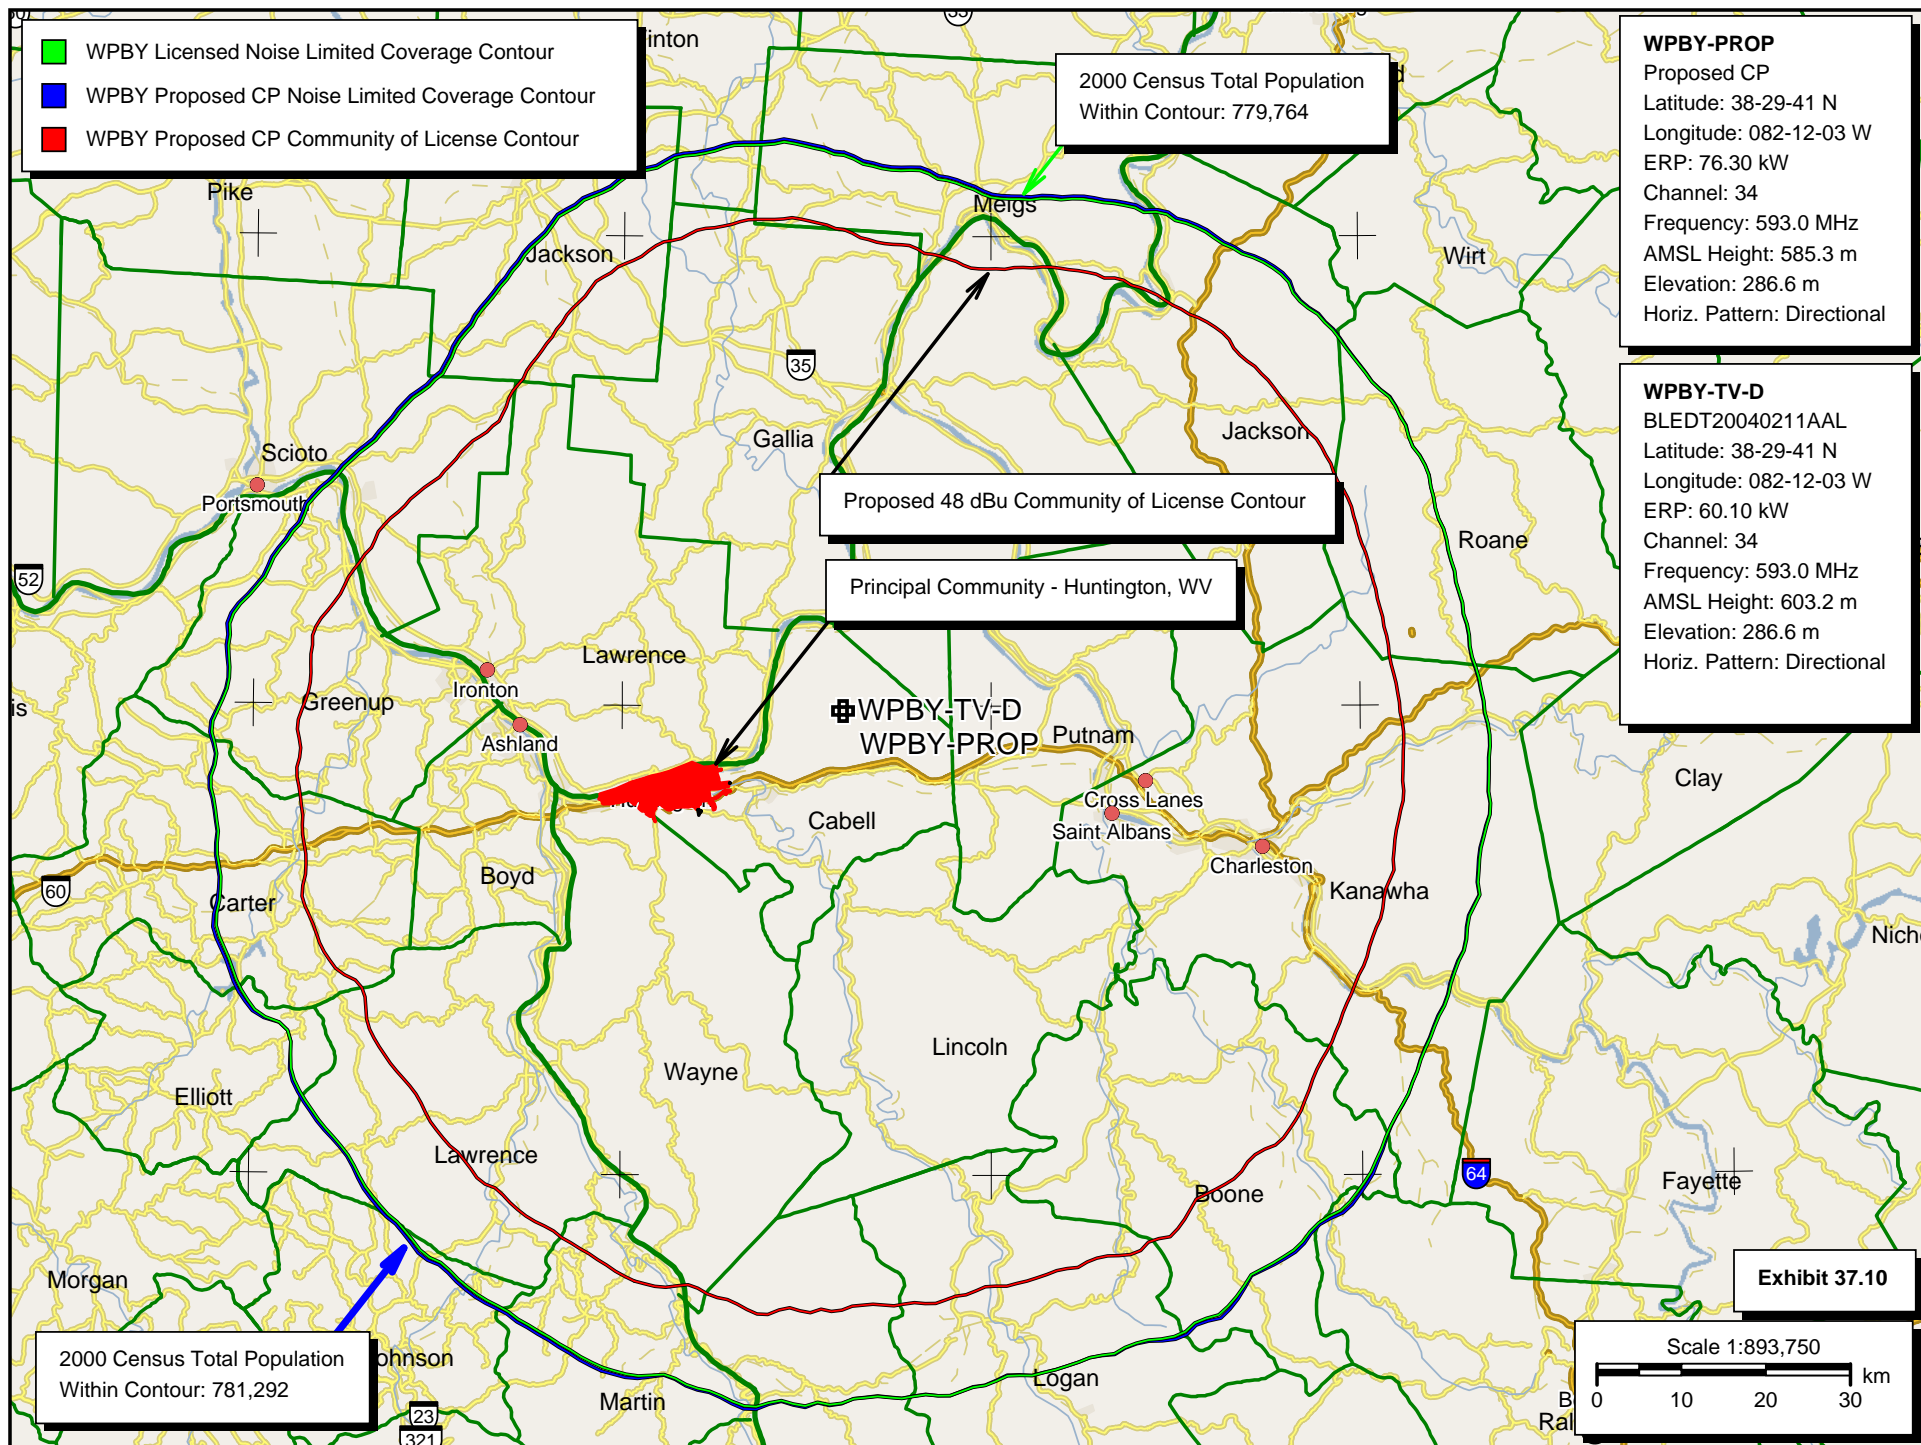 WPBY Licensed Noise Limited Coverage Contour
WPBY Proposed CP Noise Limited Coverage Contour
WPBY Proposed CP Community of License Contour
2000 Census Total Population
Within Contour: 779,764
WPBY-PROP
Proposed CP
Latitude: 38-29-41 N
Longitude: 082-12-03 W
ERP: 76.30 kW
Channel: 34
Frequency: 593.0 MHz
AMSL Height: 585.3 m
Elevation: 286.6 m
Horiz. Pattern: Directional
WPBY-TV-D
BLEDT20040211AAL
Latitude: 38-29-41 N
Longitude: 082-12-03 W
ERP: 60.10 kW
Channel: 34
Frequency: 593.0 MHz
AMSL Height: 603.2 m
Elevation: 286.6 m
Horiz. Pattern: Directional
Pike
Meigs
Jackson
Wirt
35
Gallia
Jackson
Scioto
Portsmouth
Proposed 48 dBu Community of License Contour
Roane
52
Principal Community - Huntington, WV
Lawrence
Ironton
Greenup
WPBY-TV-D
WPBY-PROP
Ashland
Putnam
Clay
Cross Lanes
Saint Albans
Cabell
Charleston
Boyd
60
Carter
Kanawha
Lincoln
Wayne
Elliott
Lawrence
64
Fayette
Boone
Morgan
Exhibit 37.10
2000 Census Total Population
Within Contour: 781,292
Scale 1:893,750
km
0 10 20 30
Logan
Martin
23
321